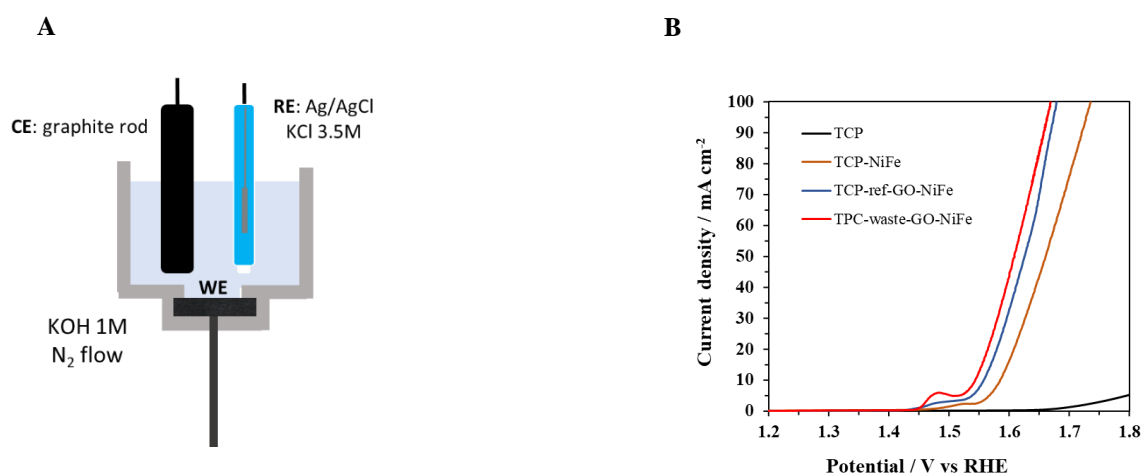 A
CE: graphite rod
RE: Ag/AgCl
KCl 3.5M
WE
KOH 1M
N₂ flow
B
Current density / mA cm⁻²
100
90
80
70
60
50
40
30
20
10
0
TCP
TCP-NiFe
TCP-ref-GO-NiFe
TPC-waste-GO-NiFe
1.2 1.3 1.4 1.5 1.6 1.7 1.8
Potential / V vs RHE